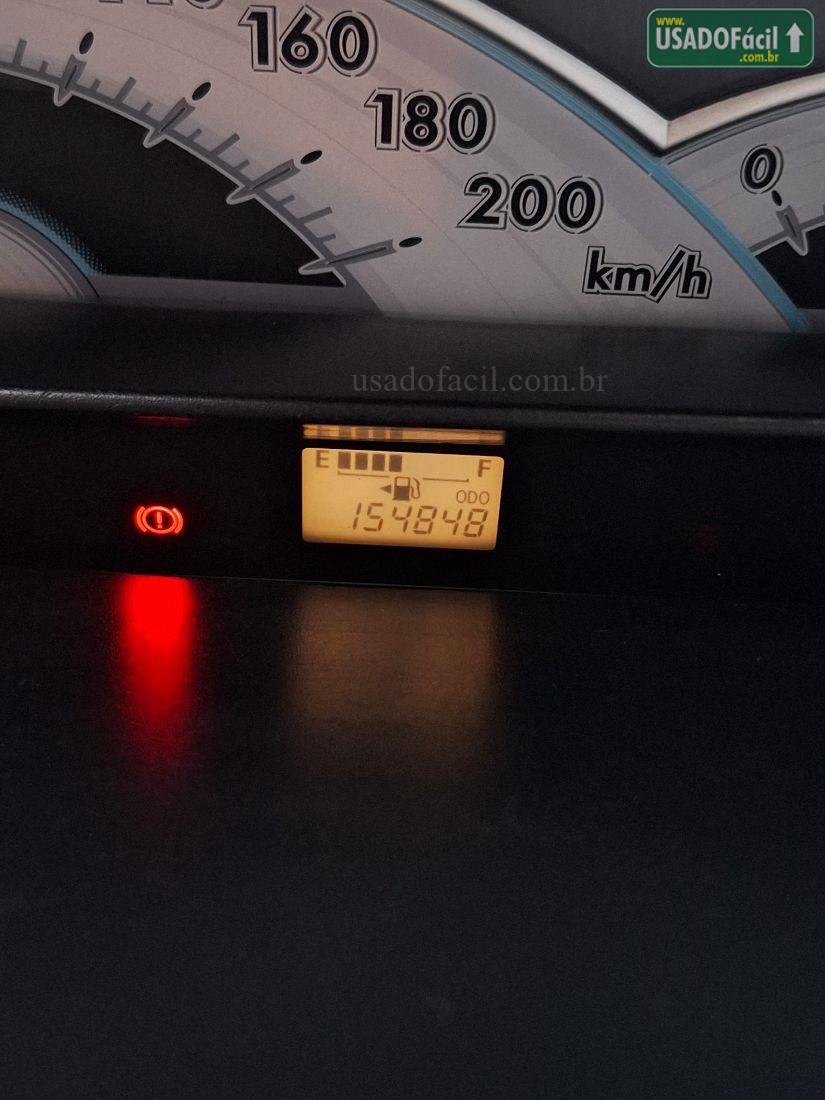 www.
USADOFácil
.com.br
160
180
200
0
km/h
usadofacil.com.br
E F
ODO
154848